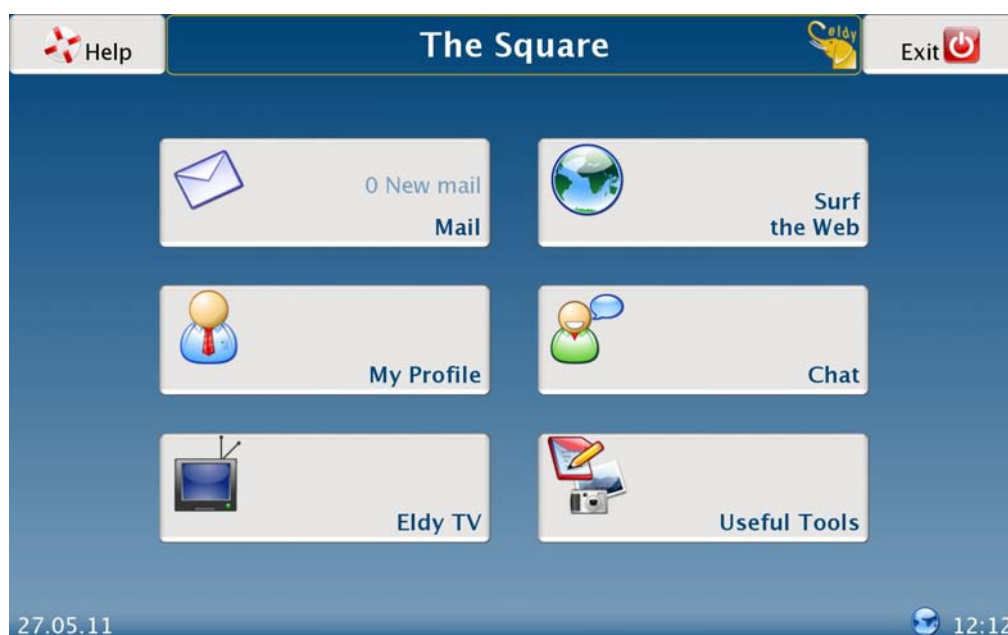 Help
The Square
Eldy
Exit
0 New mail
Mail
Surf
the Web
My Profile
Chat
Eldy TV
Useful Tools
27.05.11
12:12